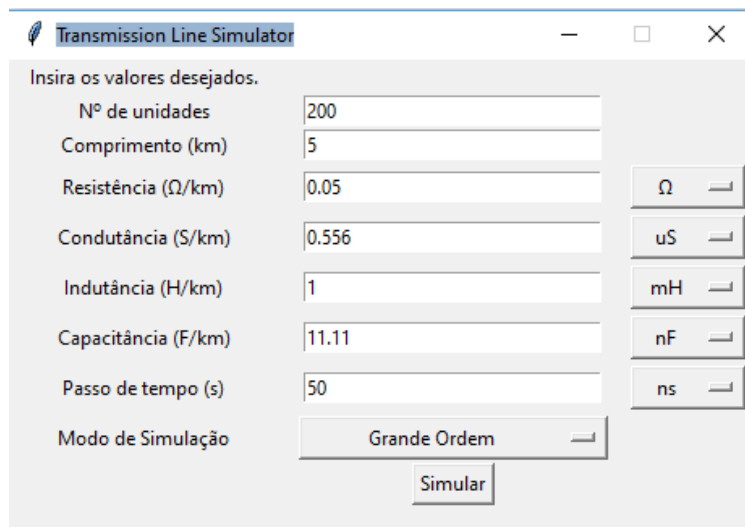 Transmission Line Simulator
Insira os valores desejados.
Nº de unidades 200
Comprimento (km) 5
Resistência (Ω/km) 0.05 Ω
Condutância (S/km) 0.556 uS
Indutância (H/km) 1 mH
Capacitância (F/km) 11.11 nF
Passo de tempo (s) 50 ns
Modo de Simulação Grande Ordem
Simular